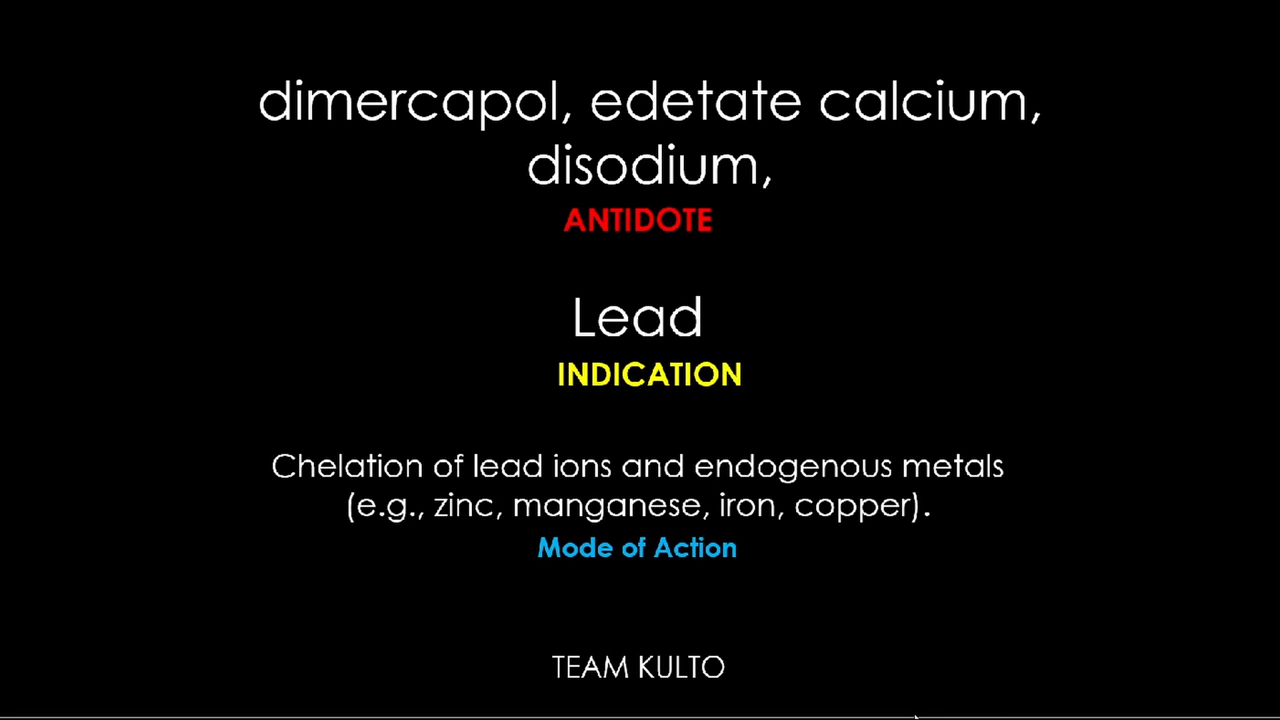 dimercapol, edetate calcium,
disodium,
ANTIDOTE
Lead
INDICATION
Chelation of lead ions and endogenous metals
(e.g., zinc, manganese, iron, copper).
Mode of Action
TEAM KULTO